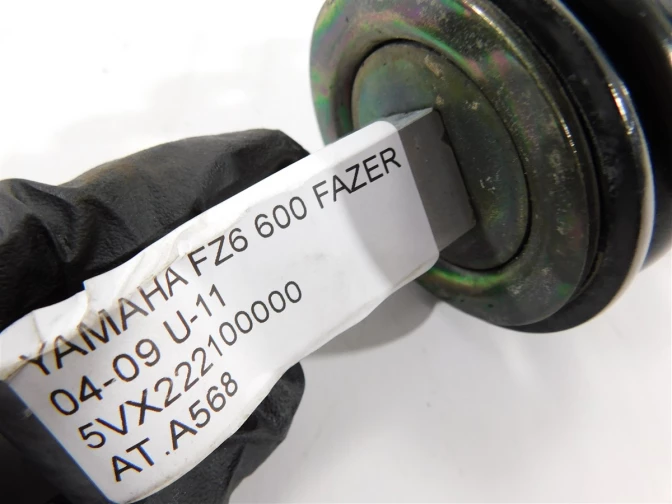 YAMAHA FZ6 600 FAZER
04-09 U-11
5VX222100000
AT.A568